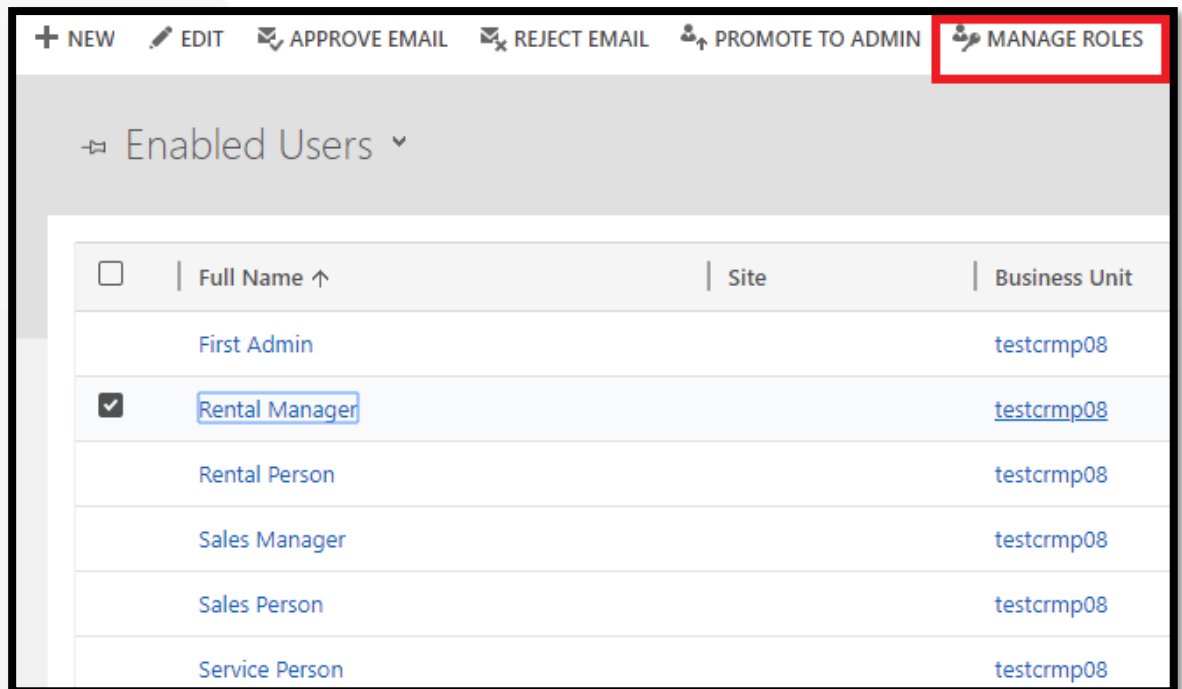 NEW EDIT APPROVE EMAIL REJECT EMAIL PROMOTE TO ADMIN MANAGE ROLES
Enabled Users
Full Name Site Business Unit
First Admin testcrmp08
Rental Manager testcrmp08
Rental Person testcrmp08
Sales Manager testcrmp08
Sales Person testcrmp08
Service Person testcrmp08